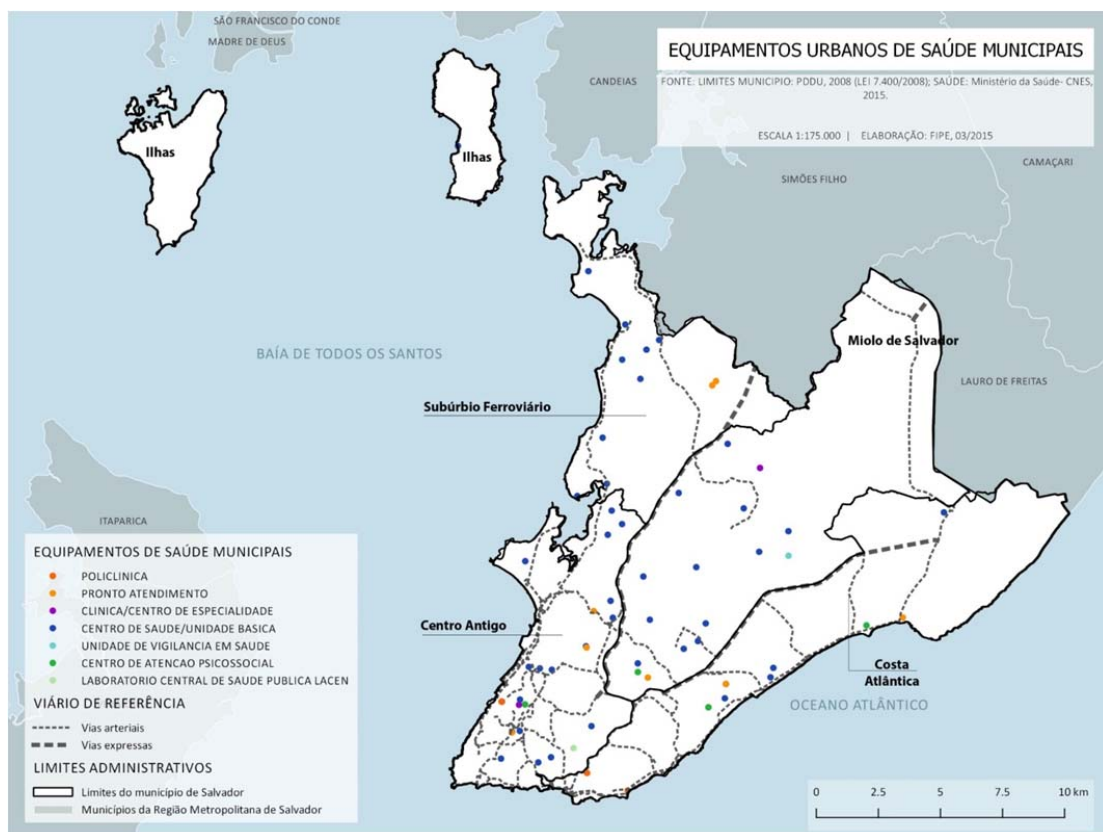 SÃO FRANCISCO DO CONDE
MADRE DE DEUS
CANDEIAS
EQUIPAMENTOS URBANOS DE SAÚDE MUNICIPAIS
FONTE: LIMITES MUNICIPIO: PDDU, 2008 (LEI 7.400/2008); SAÚDE: Ministério da Saúde- CNES,
2015.
ESCALA 1:175.000 | ELABORAÇÃO: FIPE, 03/2015
Ilhas
Ilhas
CAMAÇARI
SIMÕES FILHO
Miolo de Salvador
BAÍA DE TODOS OS SANTOS
LAURO DE FREITAS
Subúrbio Ferroviário
ITAPARICA
EQUIPAMENTOS DE SAÚDE MUNICIPAIS
POLICLINICA
PRONTO ATENDIMENTO
CLINICA/CENTRO DE ESPECIALIDADE
CENTRO DE SAUDE/UNIDADE BASICA
UNIDADE DE VIGILANCIA EM SAUDE
CENTRO DE ATENCAO PSICOSSOCIAL
LABORATORIO CENTRAL DE SAUDE PUBLICA LACEN
VIÁRIO DE REFERÊNCIA
Vias arteriais
Vias expressas
LIMITES ADMINISTRATIVOS
Limites do município de Salvador
Municípios da Região Metropolitana de Salvador
Centro Antigo
Costa
Atlântica
OCEANO ATLÂNTICO
0 2.5 5 7.5 10 km